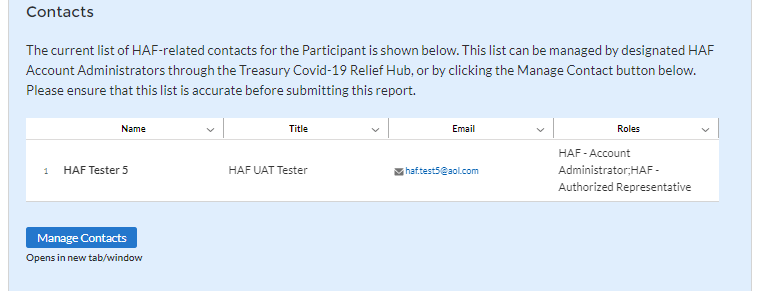 Contacts
The current list of HAF-related contacts for the Participant is shown below. This list can be managed by designated HAF
Account Administrators through the Treasury Covid-19 Relief Hub, or by clicking the Manage Contact button below.
Please ensure that this list is accurate before submitting this report.
Name Title Email Roles
1 HAF Tester 5 HAF UAT Tester haf.test5@aol.com HAF - Account
Administrator;HAF -
Authorized Representative
Manage Contacts
Opens in new tab/window